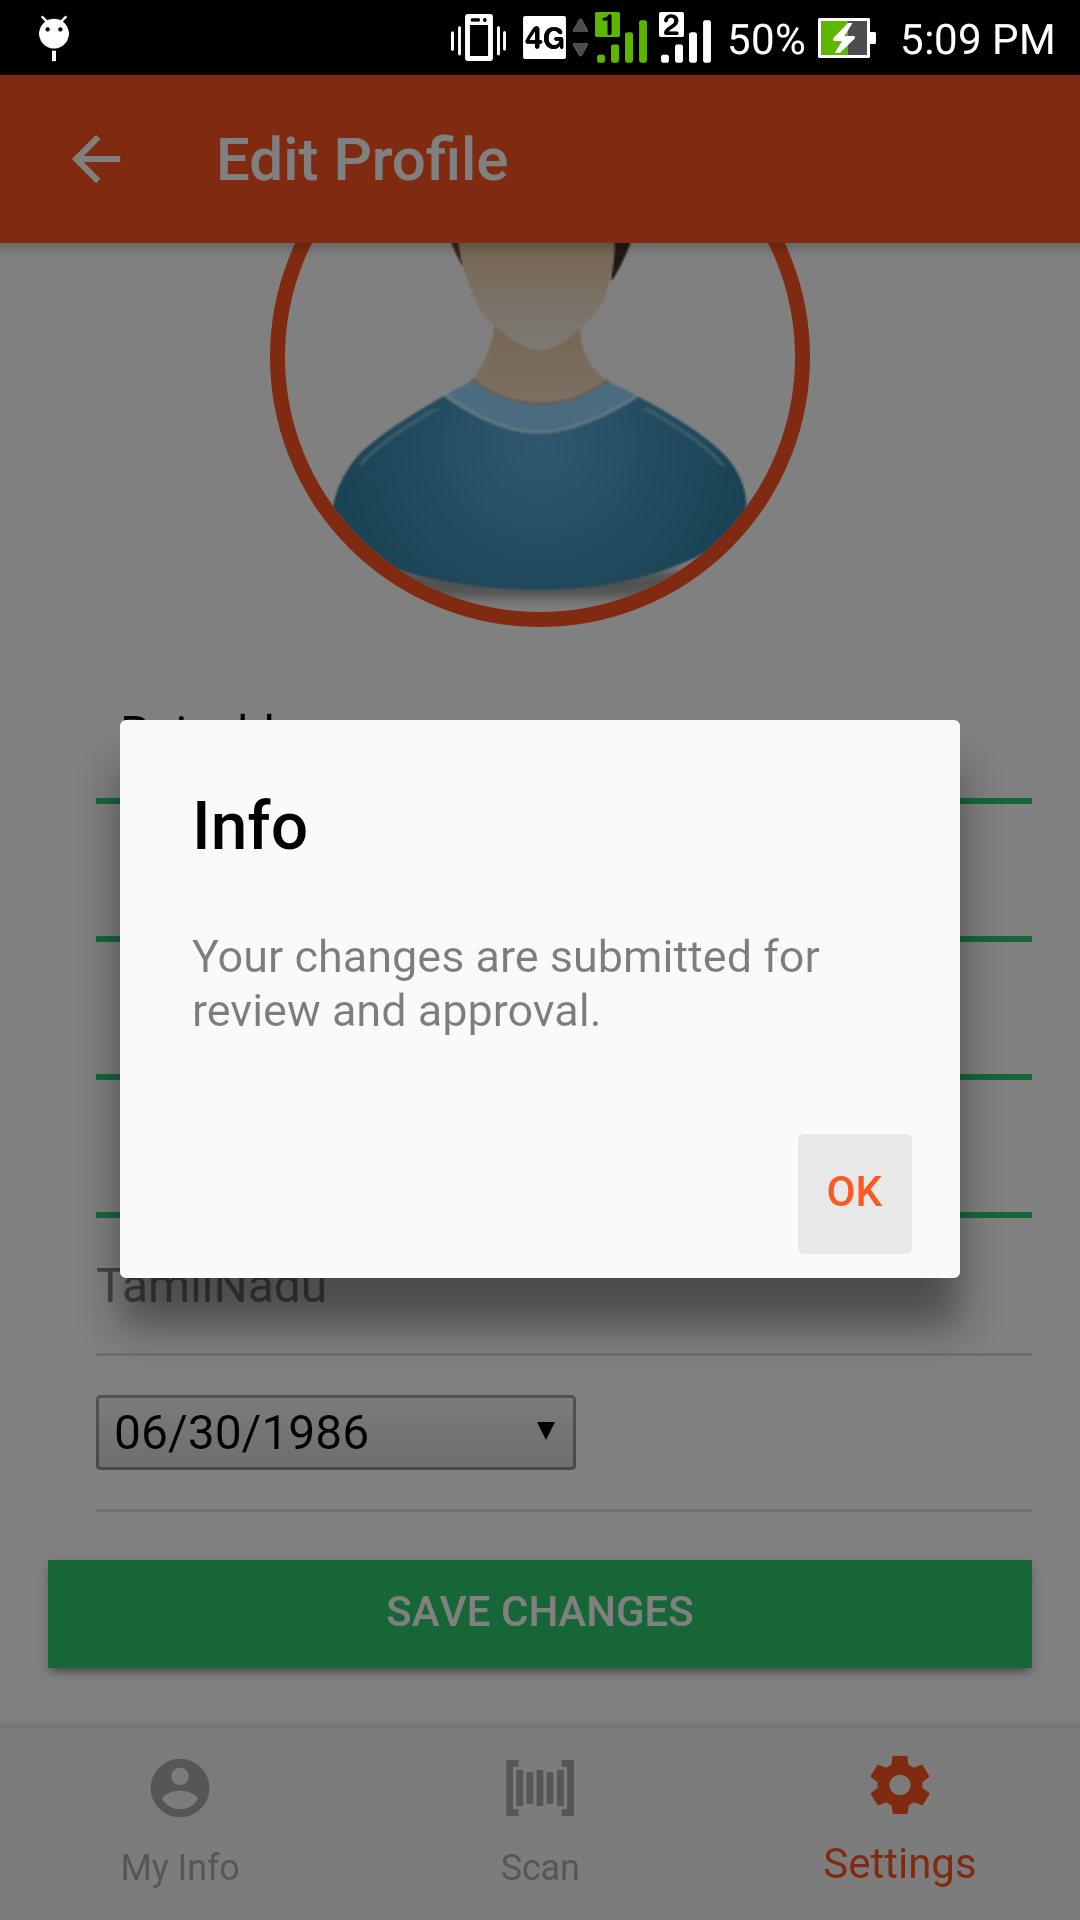 4G 1 2 50% 5:09 PM
Edit Profile
Info
Your changes are submitted for
review and approval.
OK
TamilNadu
06/30/1986
SAVE CHANGES
My Info
Scan
Settings